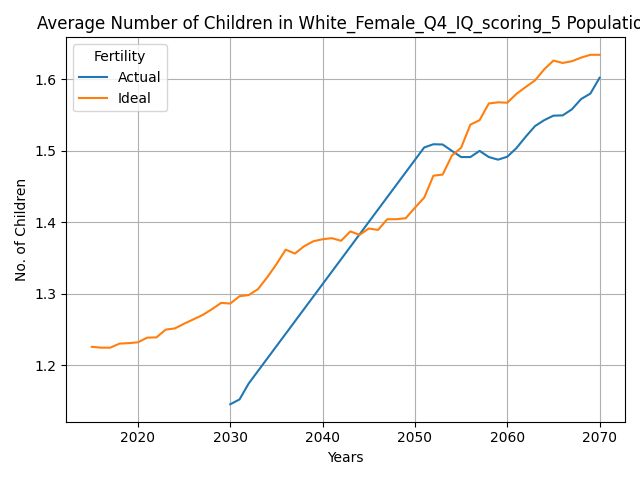 Average Number of Children in White_Female_Q4_IQ_scoring_5 Populatio
Fertility
Actual
Ideal
No. of Children
1.6
1.5
1.4
1.3
1.2
2020 2030 2040 2050 2060 2070
Years